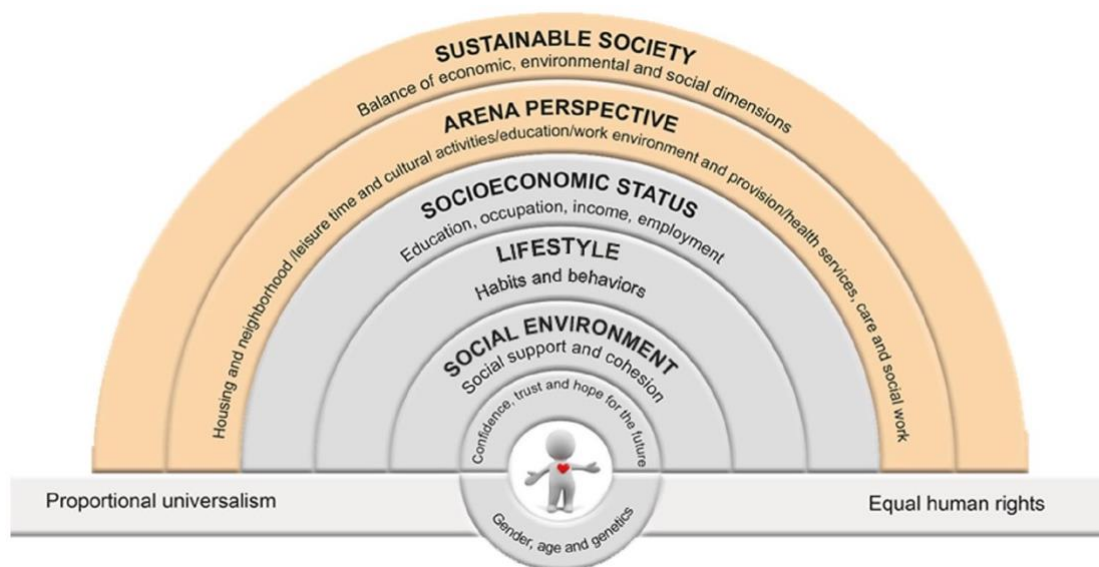 SUSTAINABLE SOCIETY
Balance of economic, environmental and social dimensions
ARENA PERSPECTIVE
Housing and neighborhood /leisure time and cultural activities/education/work environment and provision/health services, care and social work
SOCIOECONOMIC STATUS
Education, occupation, income, employment
LIFESTYLE
Habits and behaviors
SOCIAL ENVIRONMENT
Social support and cohesion
Confidence, trust and hope for the future
Proportional universalism
Equal human rights
Gender, age and genetics